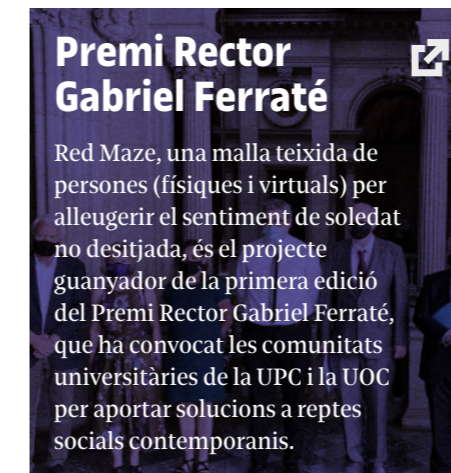 Premi Rector
Gabriel Ferraté
Red Maze, una malla teixida de
persones (físiques i virtuals) per
alleugerir el sentiment de soledat
no desitjada, és el projecte
guanyador de la primera edició
del Premi Rector Gabriel Ferraté,
que ha convocat les comunitats
universitàries de la UPC i la UOC
per aportar solucions a reptes
socials contemporanis.